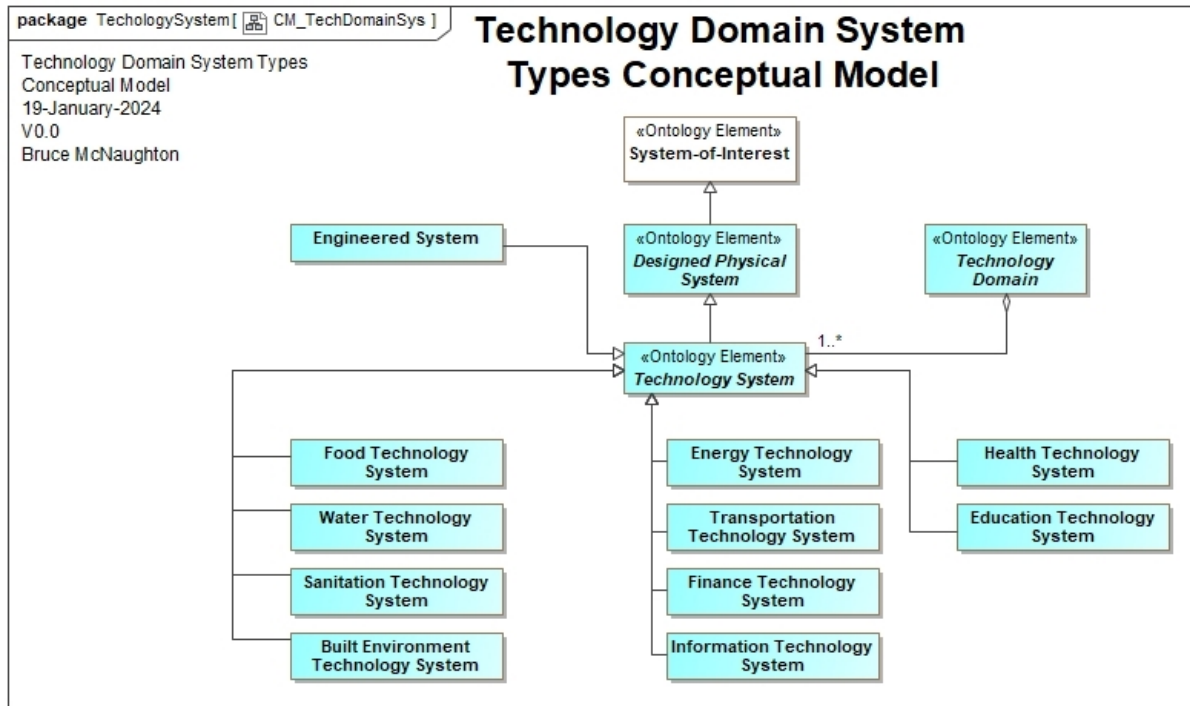 package TechologySystem[ CM_TechDomainSys ]
Technology Domain System
Types Conceptual Model
Technology Domain System Types
Conceptual Model
19-January-2024
V0.0
Bruce McNaughton
«Ontology Element»
System-of-Interest
Engineered System
«Ontology Element»
Designed Physical
System
«Ontology Element»
Technology
Domain
1..*
«Ontology Element»
Technology System
Food Technology
System
Energy Technology
System
Health Technology
System
Water Technology
System
Transportation
Technology System
Education Technology
System
Sanitation Technology
System
Finance Technology
System
Built Environment
Technology System
Information Technology
System